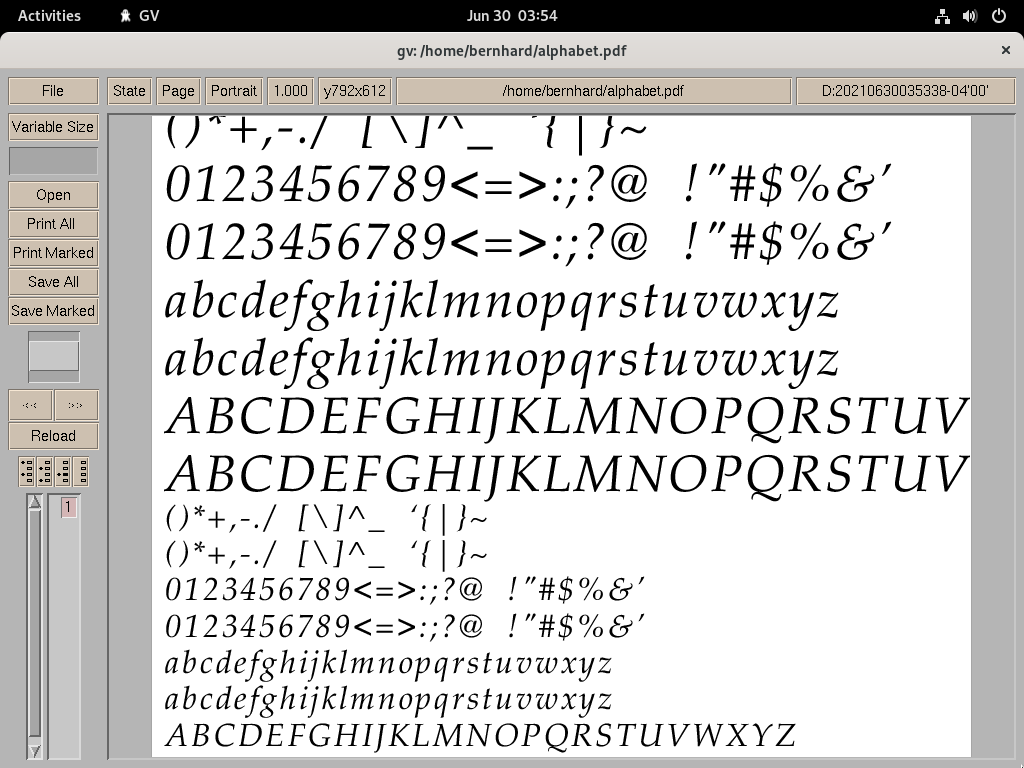 Activities GV Jun 30 03:54
gv: /home/bernhard/alphabet.pdf ×
File State Page Portrait 1.000 y792x612 /home/bernhard/alphabet.pdf D:20210630035338-04'00'
Variable Size
Open
Print All
Print Marked
Save All
Save Marked
<< >>
Reload
1
()*+,-./ [\]^_ ‘{|}~
0123456789<=>:;?@ !"#$%&’
0123456789<=>:;?@ !"#$%&’
abcdefghijklmnopqrstuvwxyz
abcdefghijklmnopqrstuvwxyz
ABCDEFGHIJKLMNOPQRSTUV
ABCDEFGHIJKLMNOPQRSTUV
()*+,-./ [\]^_ ‘{|}~
()*+,-./ [\]^_ ‘{|}~
0123456789<=>:;?@ !"#$%&’
0123456789<=>:;?@ !"#$%&’
abcdefghijklmnopqrstuvwxyz
abcdefghijklmnopqrstuvwxyz
ABCDEFGHIJKLMNOPQRSTUVWXYZ